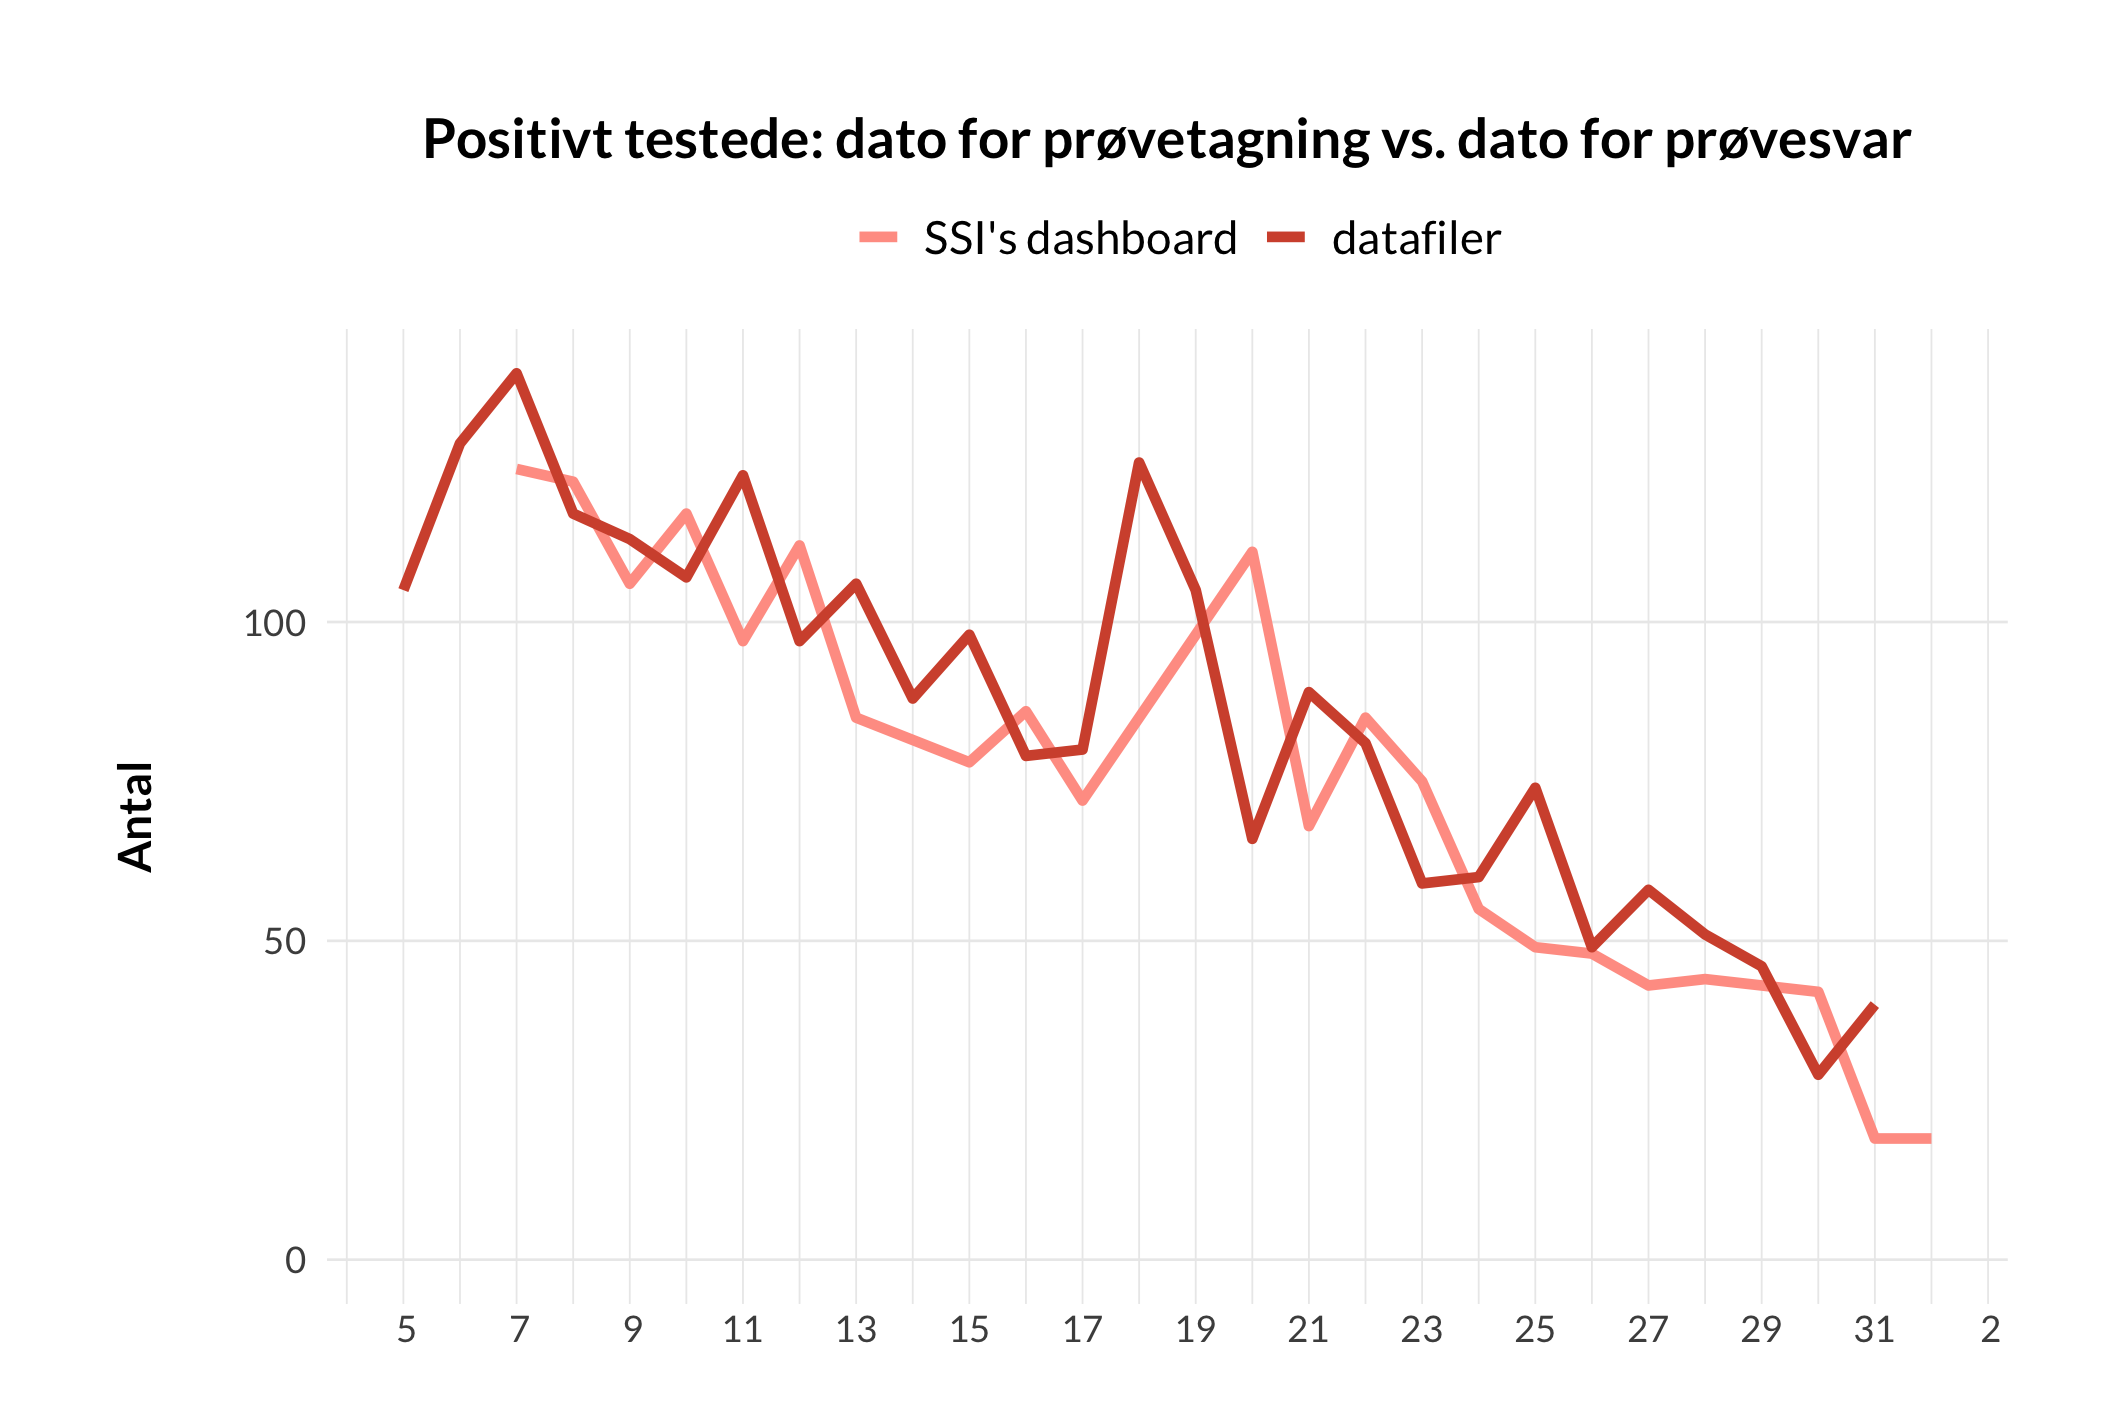 Positivt testede: dato for prøvetagning vs. dato for prøvesvar
SSI's dashboard datafiler
Antal
100
50
0
5 7 9 11 13 15 17 19 21 23 25 27 29 31 2